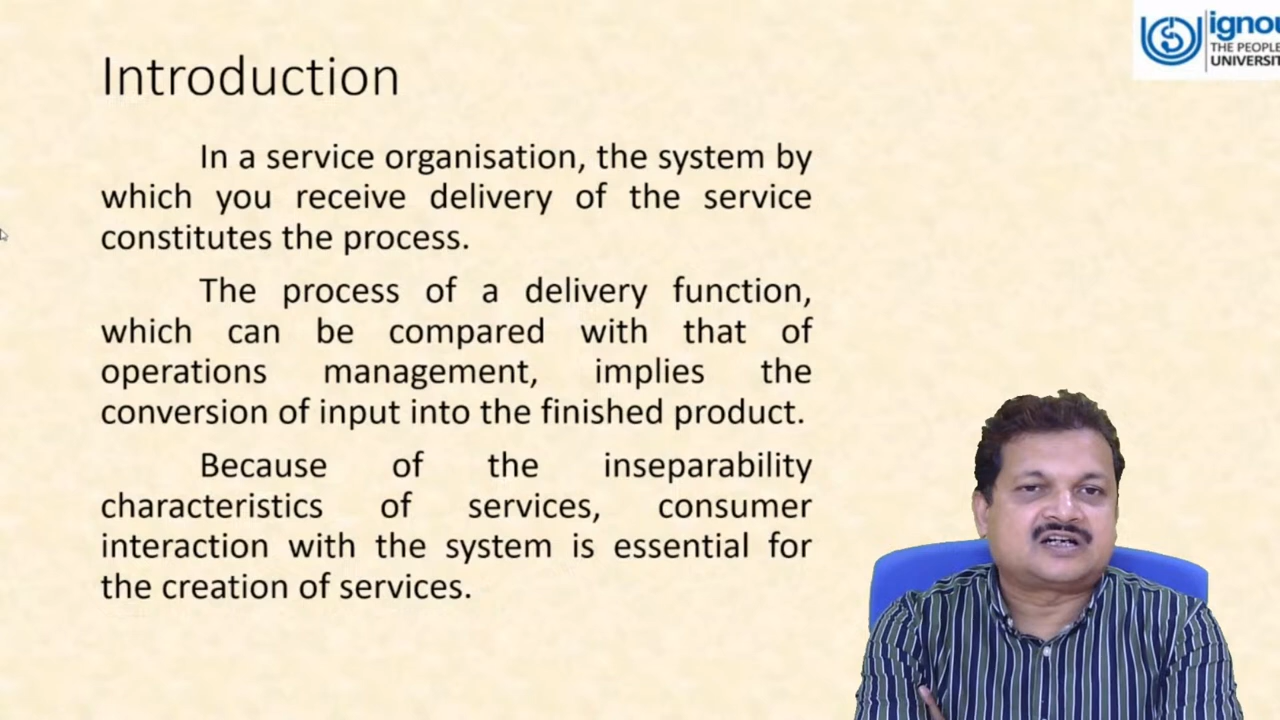 Introduction
In a service organisation, the system by
which you receive delivery of the service
constitutes the process.
The process of a delivery function,
which can be compared with that of
operations management, implies the
conversion of input into the finished product.
Because of the inseparability
characteristics of services, consumer
interaction with the system is essential for
the creation of services.
ignou
THE PEOPLE
UNIVERSIT